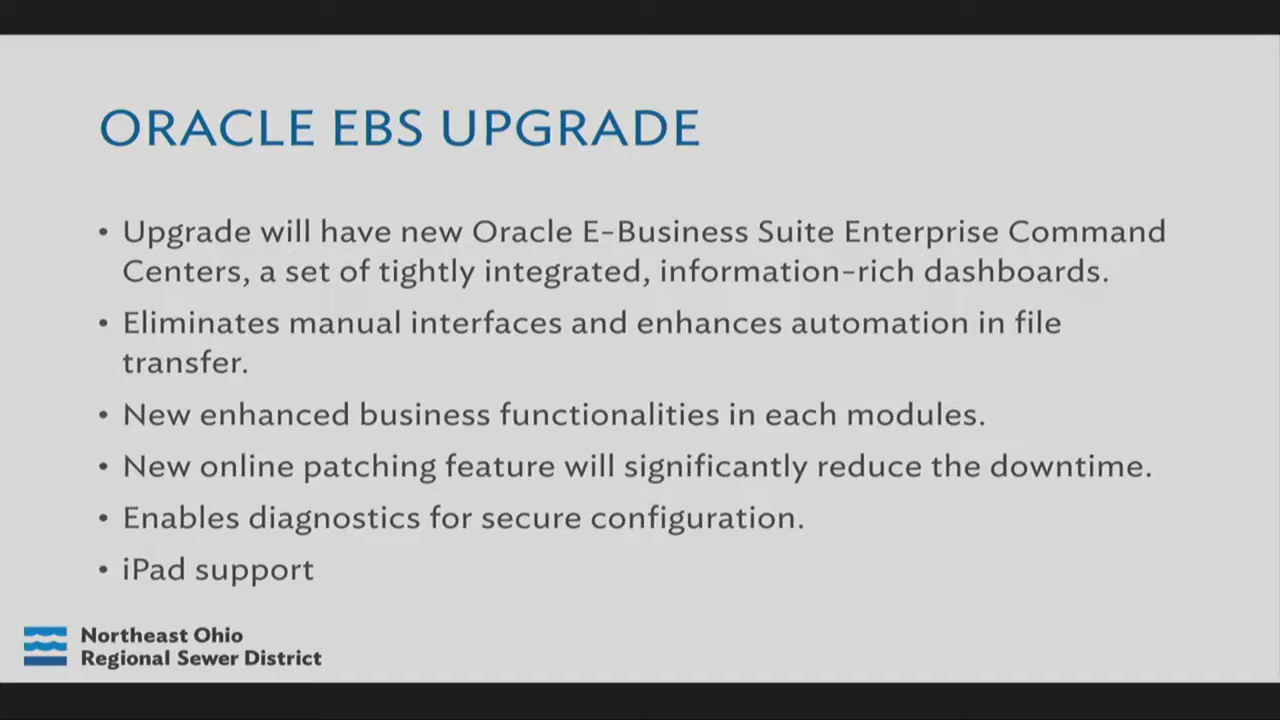 ORACLE EBS UPGRADE
• Upgrade will have new Oracle E-Business Suite Enterprise Command
Centers, a set of tightly integrated, information-rich dashboards.
• Eliminates manual interfaces and enhances automation in file
transfer.
• New enhanced business functionalities in each modules.
• New online patching feature will significantly reduce the downtime.
• Enables diagnostics for secure configuration.
• iPad support
Northeast Ohio
Regional Sewer District